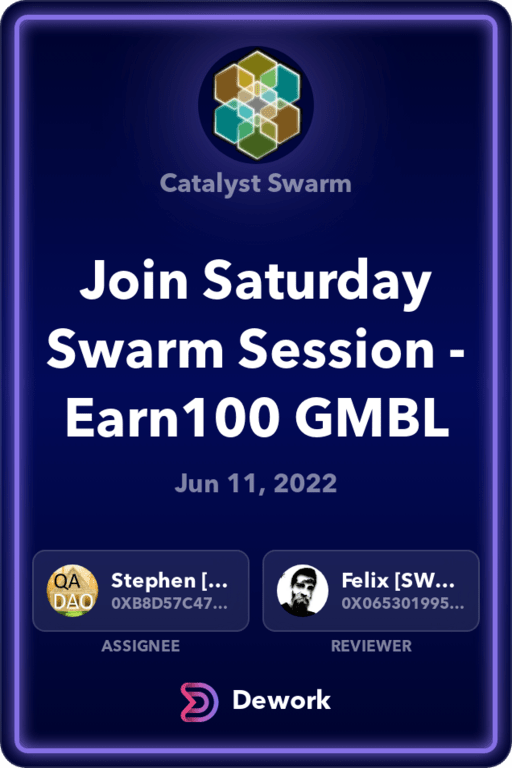 Catalyst Swarm
Join Saturday
Swarm Session -
Earn100 GMBL
Jun 11, 2022
QA
DAO
Stephen [...
0XB8D57C47...
ASSIGNEE
Felix [SW...
0X065301995...
REVIEWER
Dework